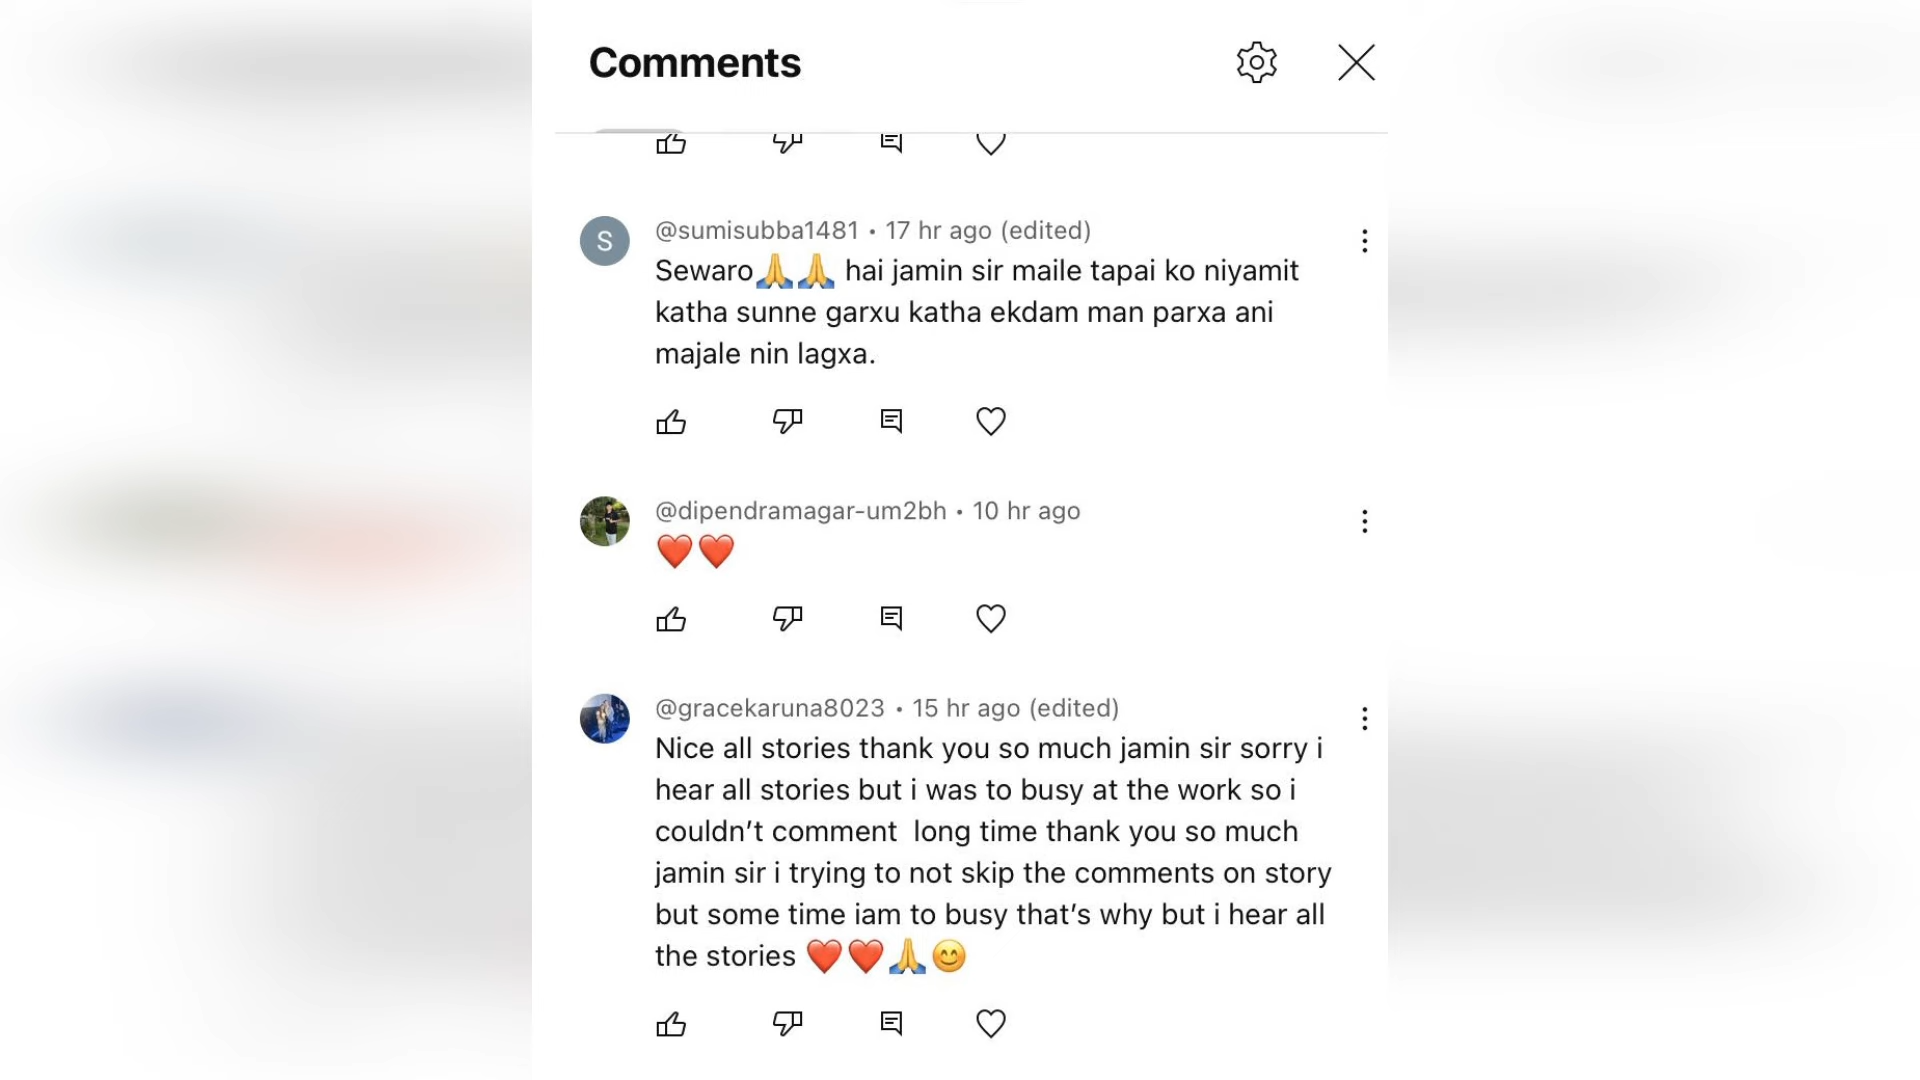 Comments
@sumisubba1481 • 17 hr ago (edited)
Sewaro🙏🙏 hai jamin sir maile tapai ko niyamit
katha sunne garxu katha ekdam man parxa ani
majale nin lagxa.
@dipendramagar-um2bh • 10 hr ago
❤️❤️
@gracekaruna8023 • 15 hr ago (edited)
Nice all stories thank you so much jamin sir sorry i
hear all stories but i was to busy at the work so i
couldn’t comment  long time thank you so much
jamin sir i trying to not skip the comments on story
but some time iam to busy that’s why but i hear all
the stories ❤️❤️🙏😊
S